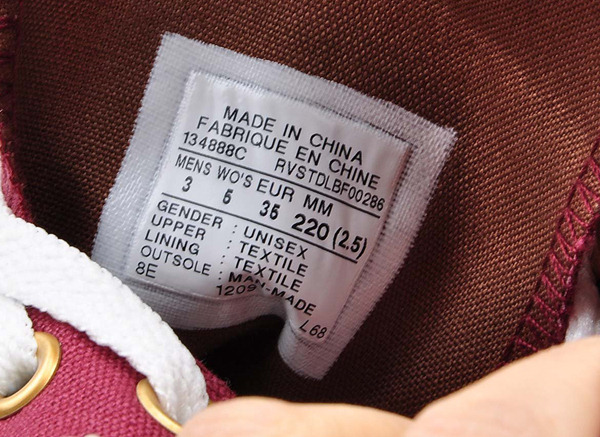 MADE IN CHINA
FABRIQUE EN CHINE
134888C RVSTDLBF00286
MENS WO'S EUR MM
3 5 35 220 (2.5)
GENDER : UNISEX
UPPER : TEXTILE
LINING : TEXTILE
OUTSOLE : MAN-MADE
8E 1209 L68